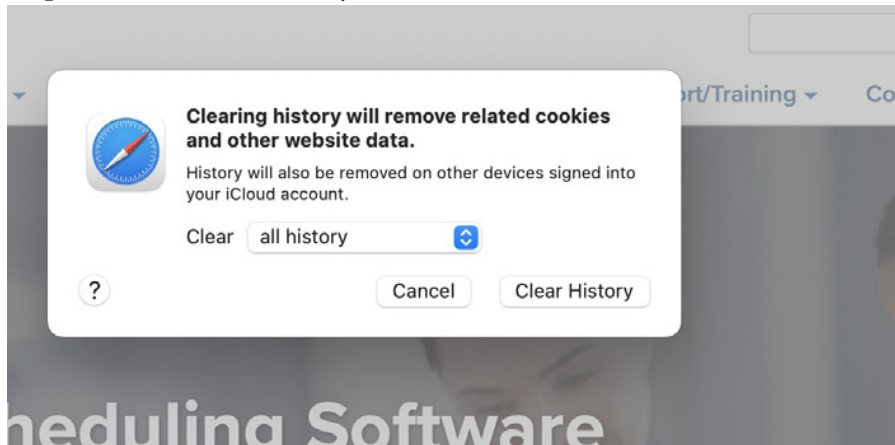 ort/Training
Co
Clearing history will remove related cookies
and other website data.
History will also be removed on other devices signed into
your iCloud account.
Clear all history
?
Cancel Clear History
heduling Software